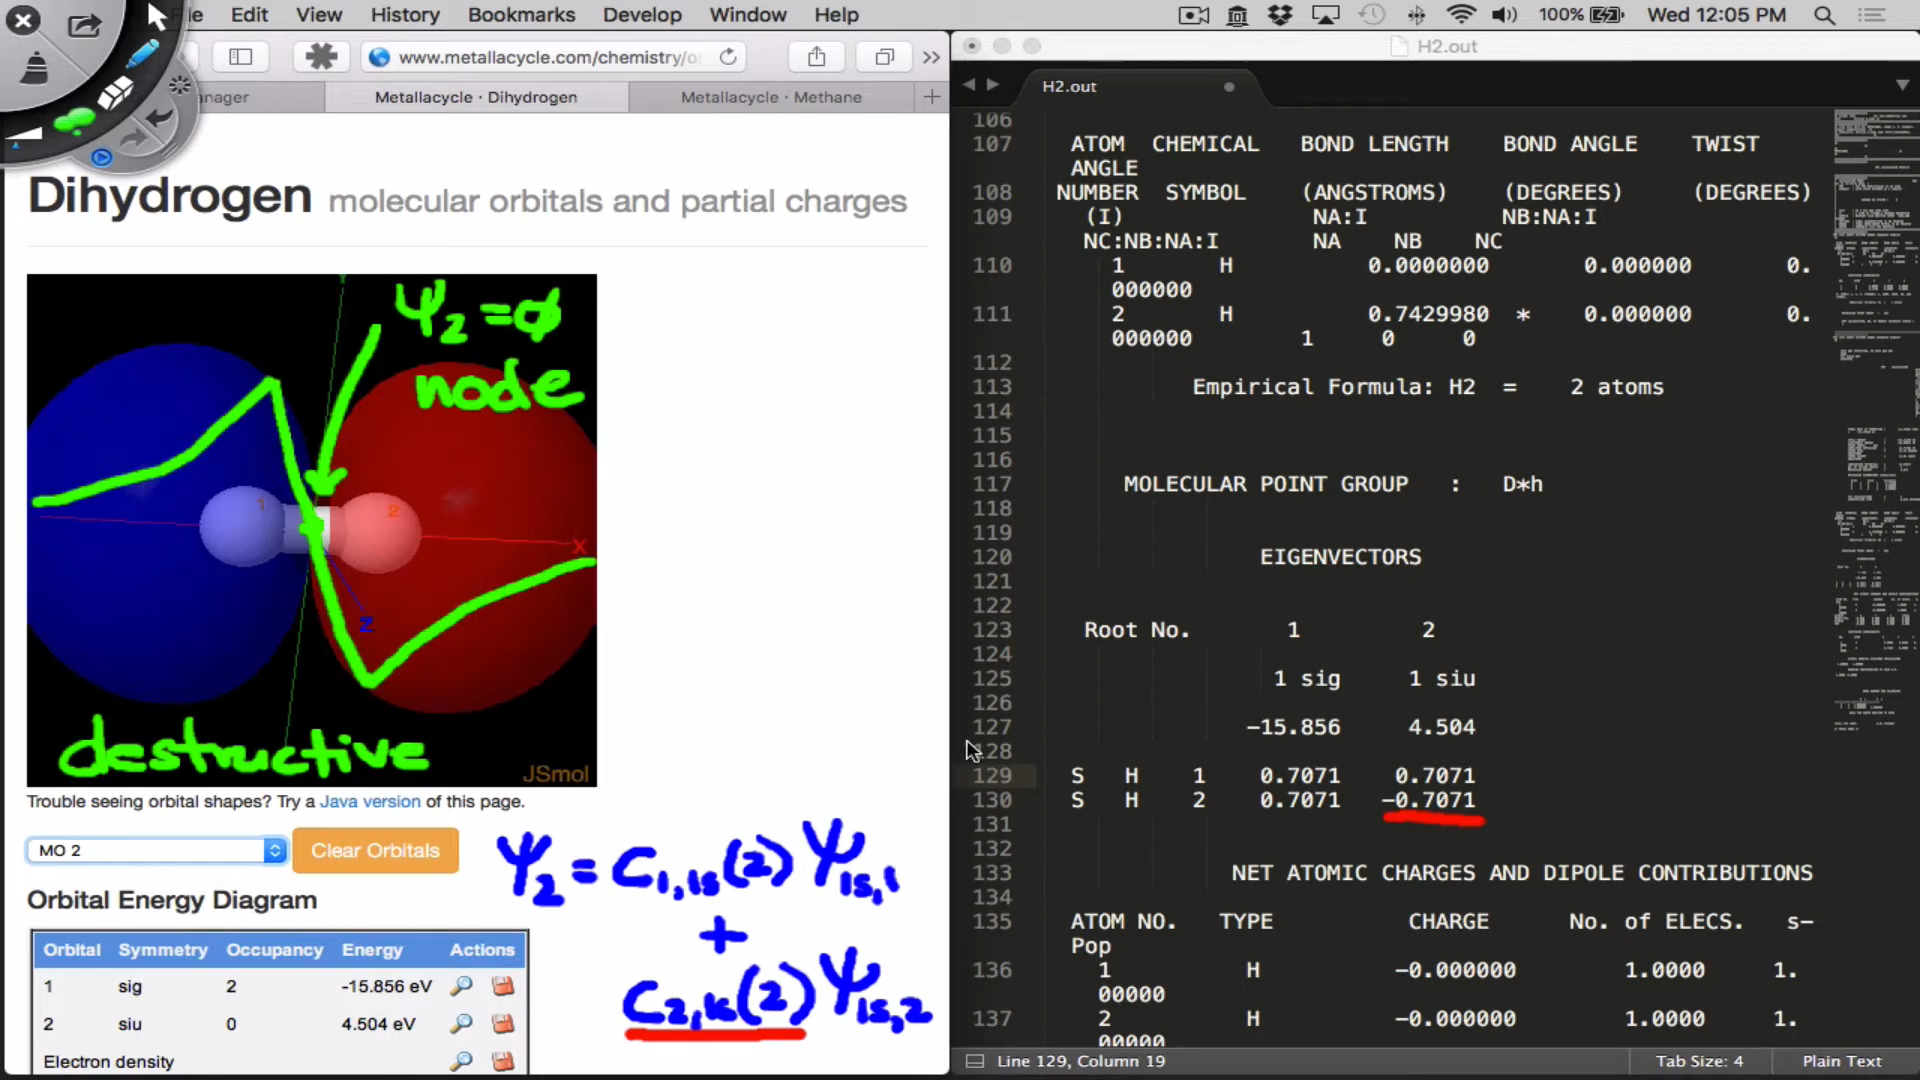 File Edit View History Bookmarks Develop Window Help 100% Wed 12:05 PM
www.metallacycle.com/chemistry/o
Metallacycle · Dihydrogen
Metallacycle · Methane
Dihydrogen molecular orbitals and partial charges
Ψ2 = ϕ
node
1 2
X
Z
destructive
JSmol
Trouble seeing orbital shapes? Try a Java version of this page.
MO 2
Clear Orbitals
Ψ2 = C1,1s(2) Ψ1s,1
+
C2,1s(2) Ψ1s,2
Orbital Energy Diagram
Orbital Symmetry Occupancy Energy Actions
1 sig 2 -15.856 eV
2 siu 0 4.504 eV
Electron density
H2.out
H2.out
106
107 ATOM CHEMICAL BOND LENGTH BOND ANGLE TWIST
ANGLE
108 NUMBER SYMBOL (ANGSTROMS) (DEGREES) (DEGREES)
109 (I) NA:I NB:NA:I
NC:NB:NA:I NA NB NC
110 1 H 0.0000000 0.000000 0.
000000
111 2 H 0.7429980 * 0.000000 0.
000000 1 0 0
112
113 Empirical Formula: H2 = 2 atoms
114
115
116
117 MOLECULAR POINT GROUP : D*h
118
119
120 EIGENVECTORS
121
122
123 Root No. 1 2
124
125 1 sig 1 siu
126
127 -15.856 4.504
128
129 S H 1 0.7071 0.7071
130 S H 2 0.7071 -0.7071
131
132
133 NET ATOMIC CHARGES AND DIPOLE CONTRIBUTIONS
134
135 ATOM NO. TYPE CHARGE No. of ELECS. s-
Pop
136 1 H -0.000000 1.0000 1.
00000
137 2 H -0.000000 1.0000 1.
00000
Line 129, Column 19 Tab Size: 4 Plain Text